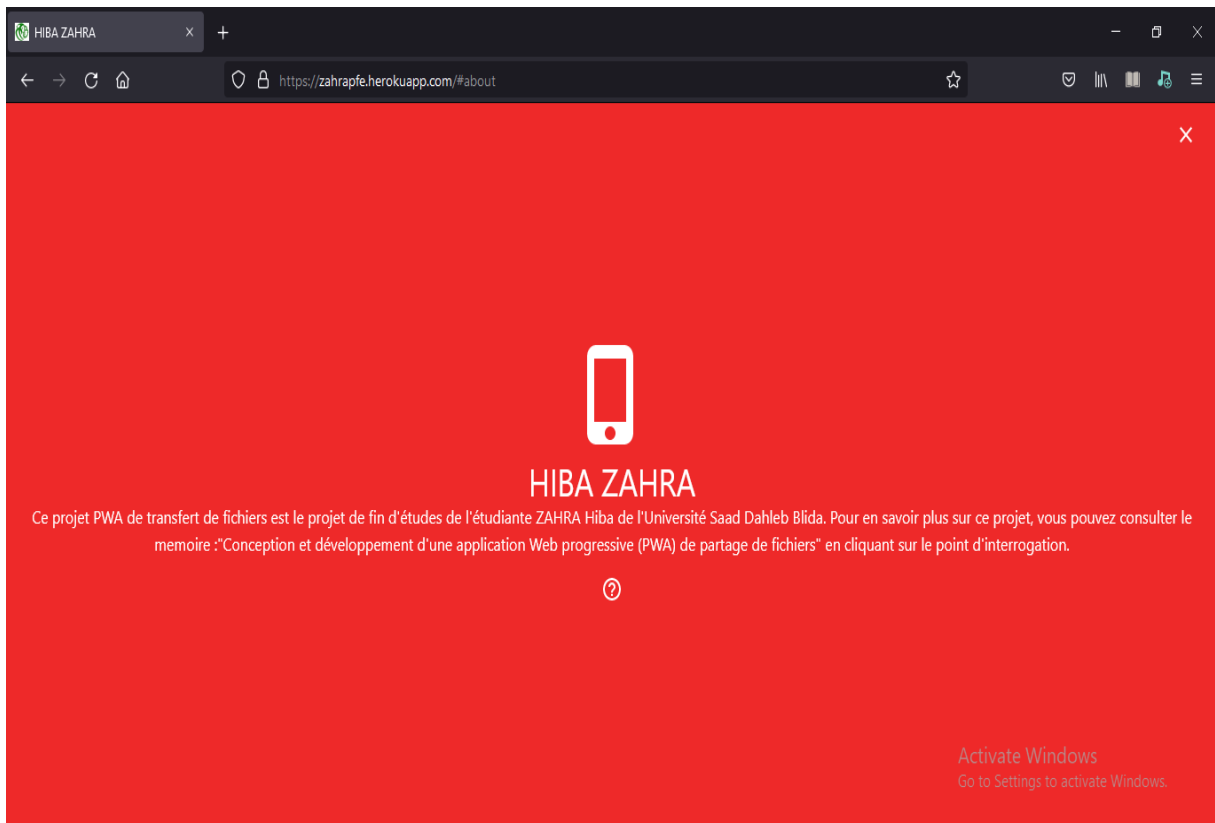 HIBA ZAHRA
https://zahrapfe.herokuapp.com/#about
HIBA ZAHRA
Ce projet PWA de transfert de fichiers est le projet de fin d'études de l'étudiante ZAHRA Hiba de l'Université Saad Dahleb Blida. Pour en savoir plus sur ce projet, vous pouvez consulter le
memoire :"Conception et développement d'une application Web progressive (PWA) de partage de fichiers" en cliquant sur le point d'interrogation.
Activate Windows
Go to Settings to activate Windows.